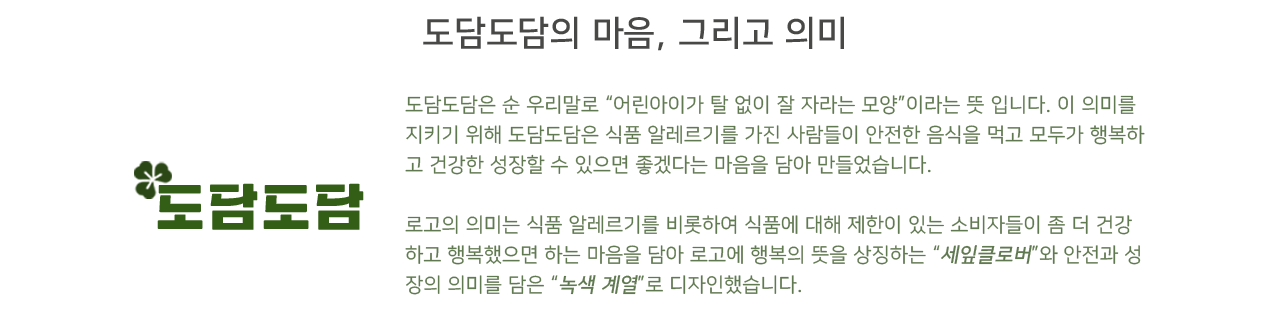 도담도담의 마음, 그리고 의미
도담도담
도담도담은 순 우리말로 “어린아이가 탈 없이 잘 자라는 모양”이라는 뜻 입니다. 이 의미를
지키기 위해 도담도담은 식품 알레르기를 가진 사람들이 안전한 음식을 먹고 모두가 행복하
고 건강한 성장할 수 있으면 좋겠다는 마음을 담아 만들었습니다.
로고의 의미는 식품 알레르기를 비롯하여 식품에 대해 제한이 있는 소비자들이 좀 더 건강
하고 행복했으면 하는 마음을 담아 로고에 행복의 뜻을 상징하는 “세잎클로버”와 안전과 성
장의 의미를 담은 “녹색 계열”로 디자인했습니다.